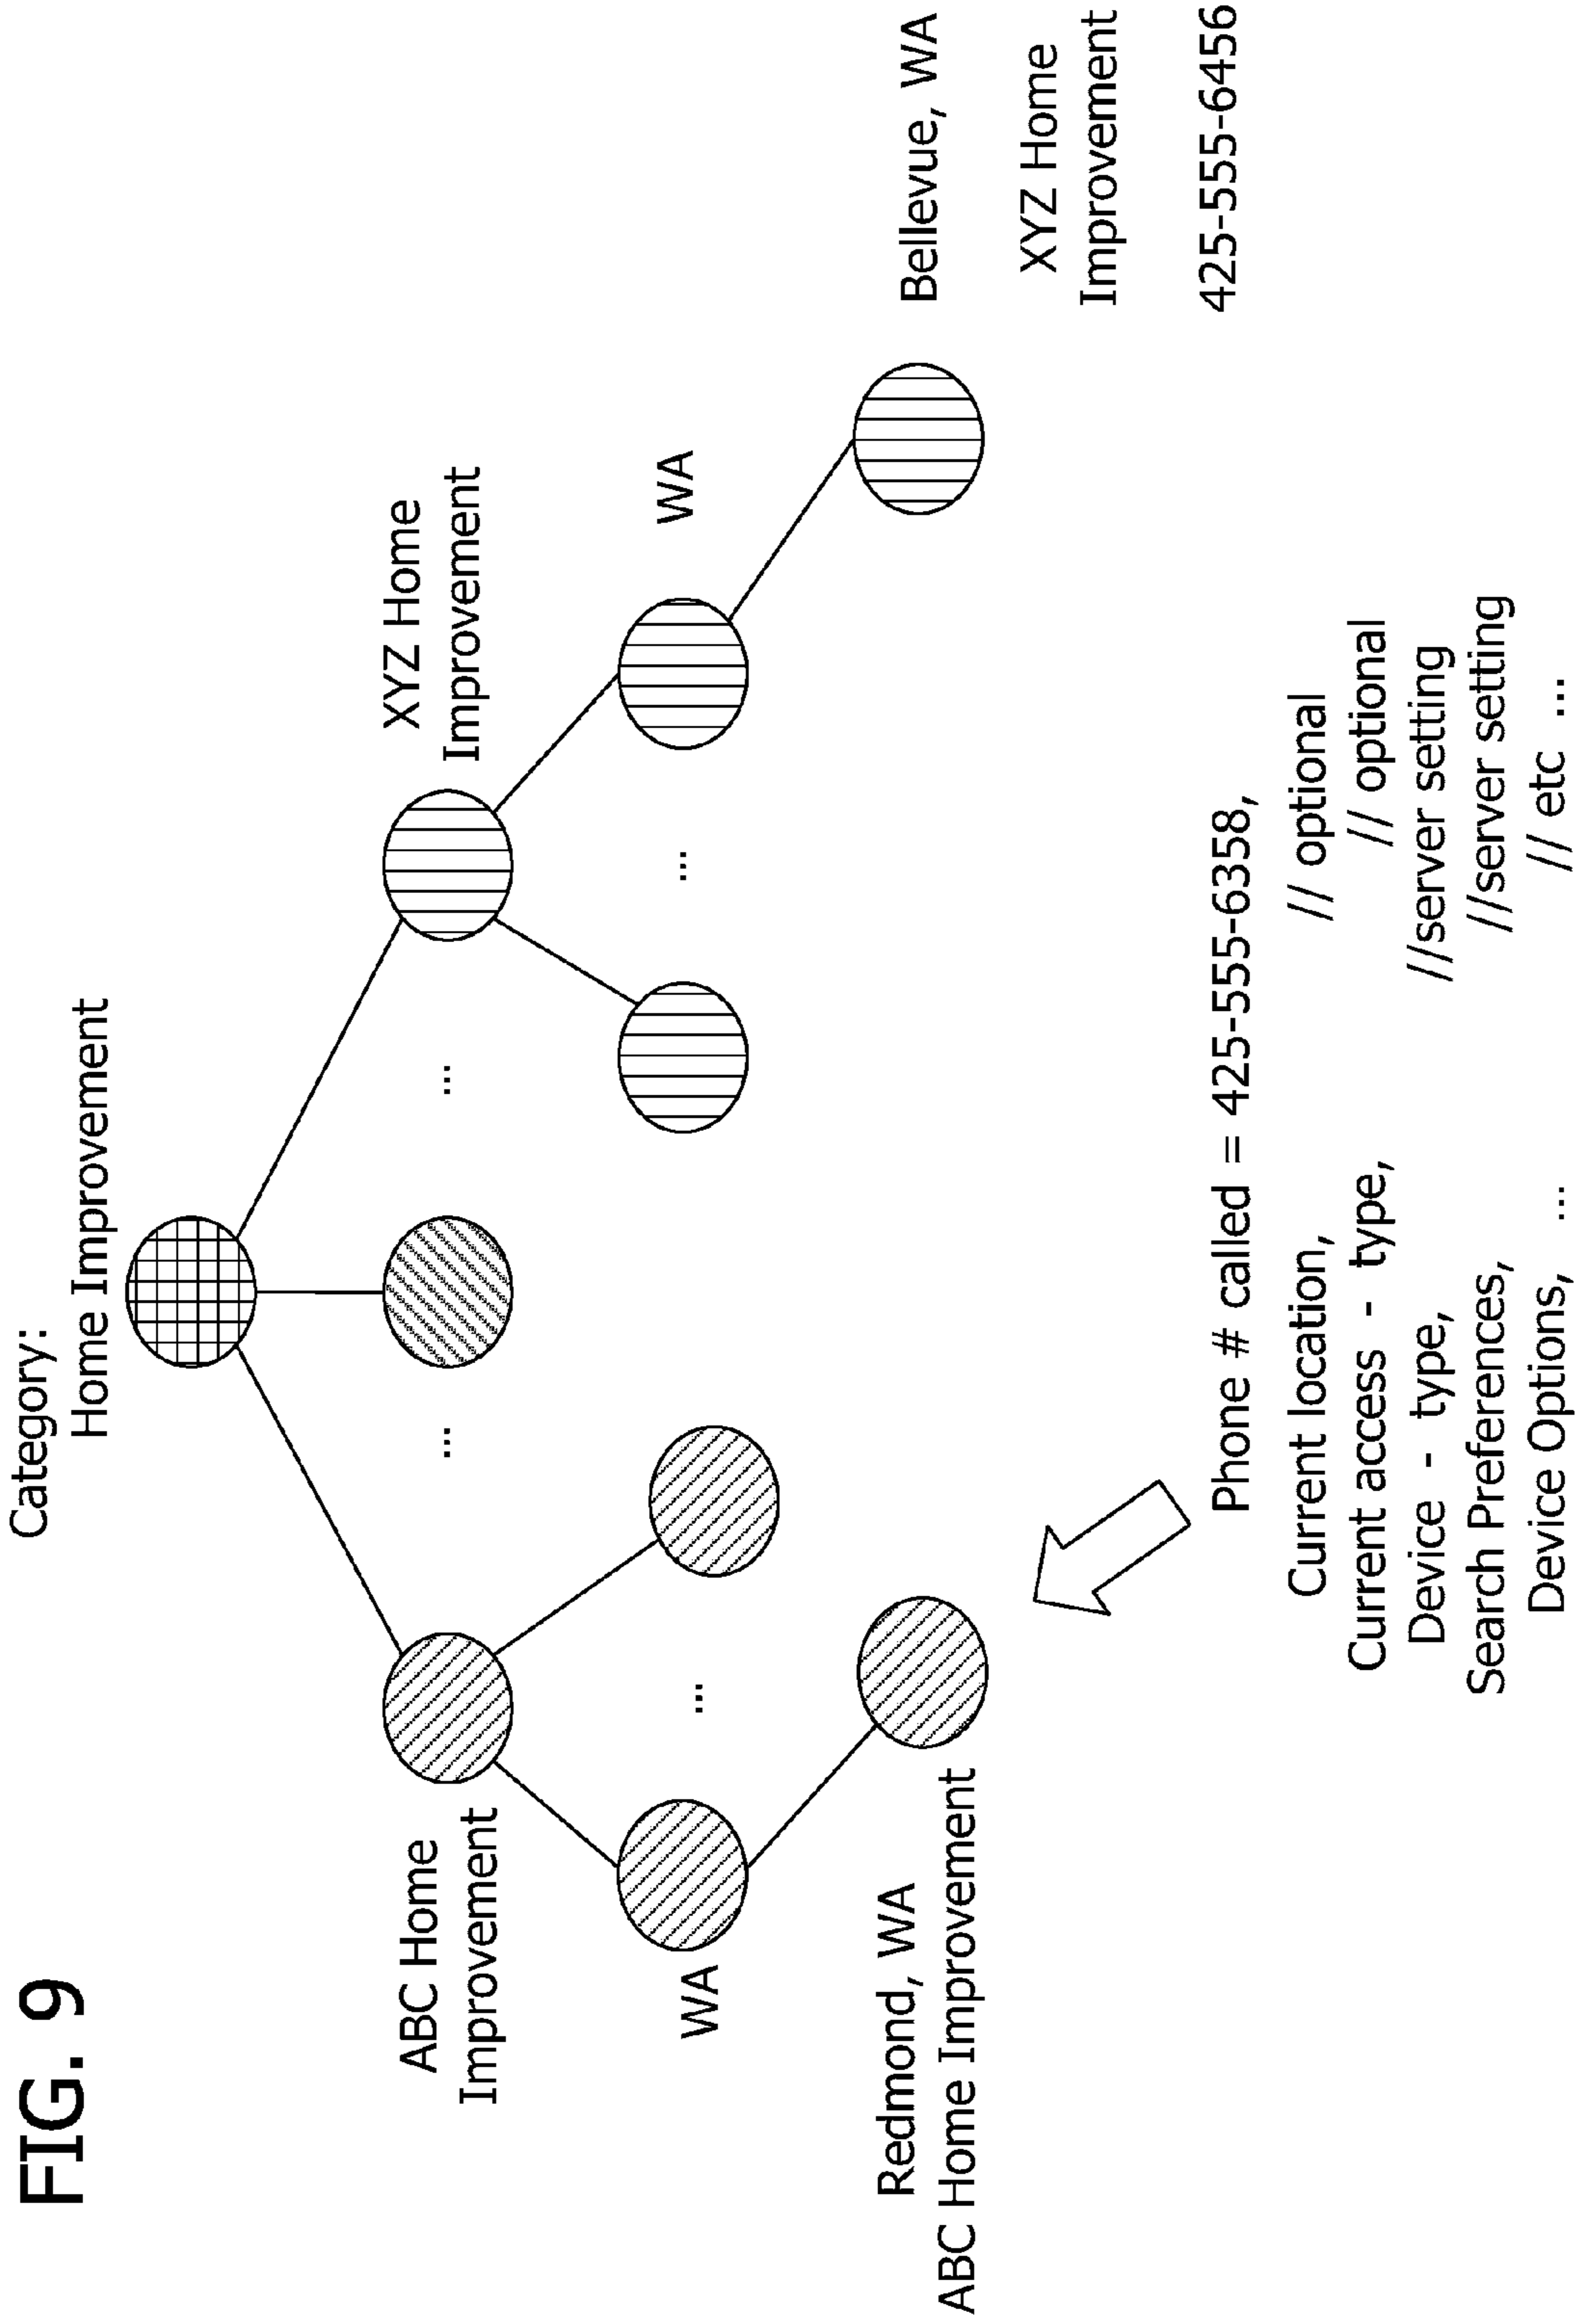 FIG. 9
Category:
Home Improvement
ABC Home
Improvement
...
...
XYZ Home
Improvement
WA
...
...
WA
Redmond, WA
ABC Home Improvement
Bellevue, WA
XYZ Home
Improvement
425-555-6456
Phone # called = 425-555-6358,
Current location, // optional
Current access - type, // optional
Device - type, //server setting
Search Preferences, //server setting
Device Options, ... // etc ...